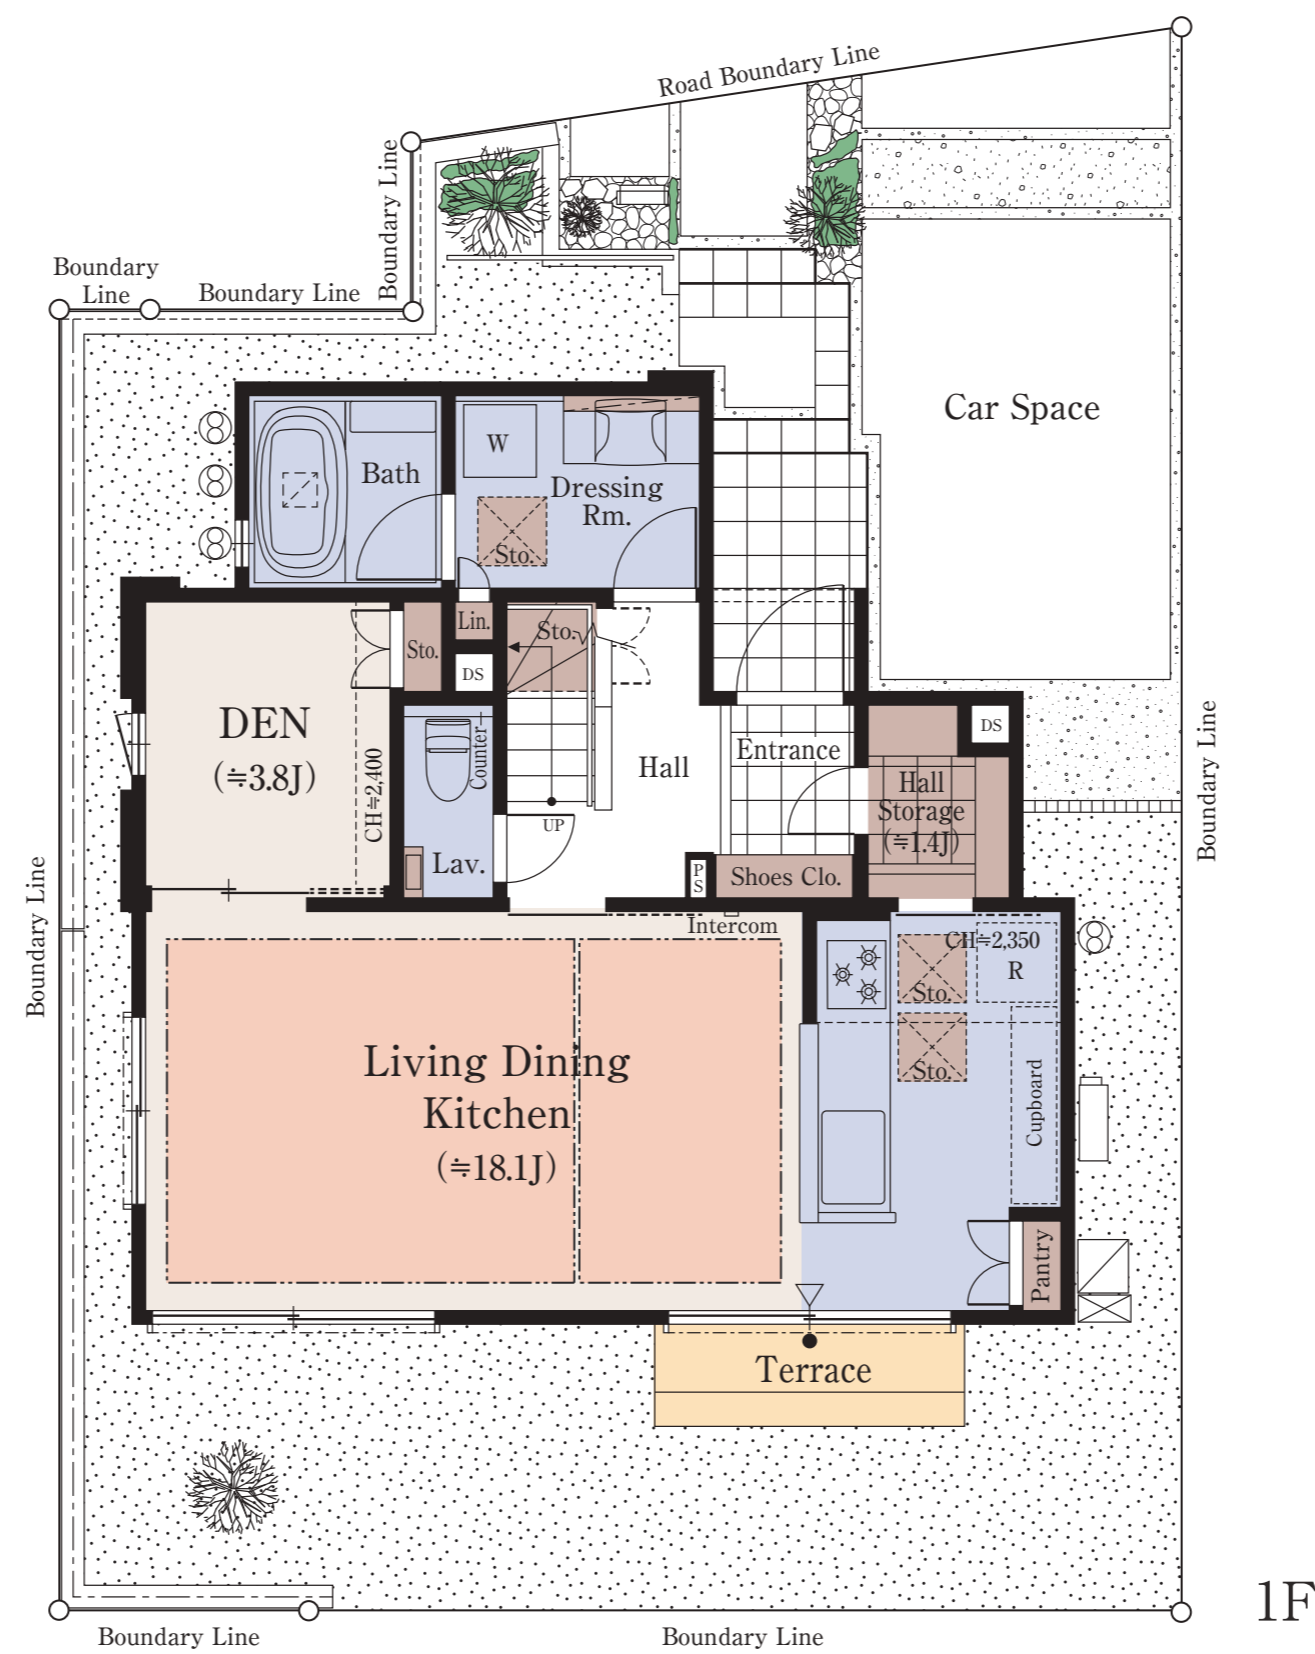 Road Boundary Line
Boundary Line
Boundary
Line
Boundary Line
Car Space
Bath
W
Dressing
Rm.
Sto.
Lin.
Sto.
Sto.
DS
DEN
(≒3.8J)
CH≒2,400
Counter
Lav.
UP
Hall
Entrance
DS
Hall
Storage
(≒1.4J)
PS
Shoes Clo.
Boundary Line
Boundary Line
Intercom
CH≒2,350
R
Sto.
Sto.
Cupboard
Living Dining
Kitchen
(≒18.1J)
Pantry
Terrace
1F
Boundary Line
Boundary Line